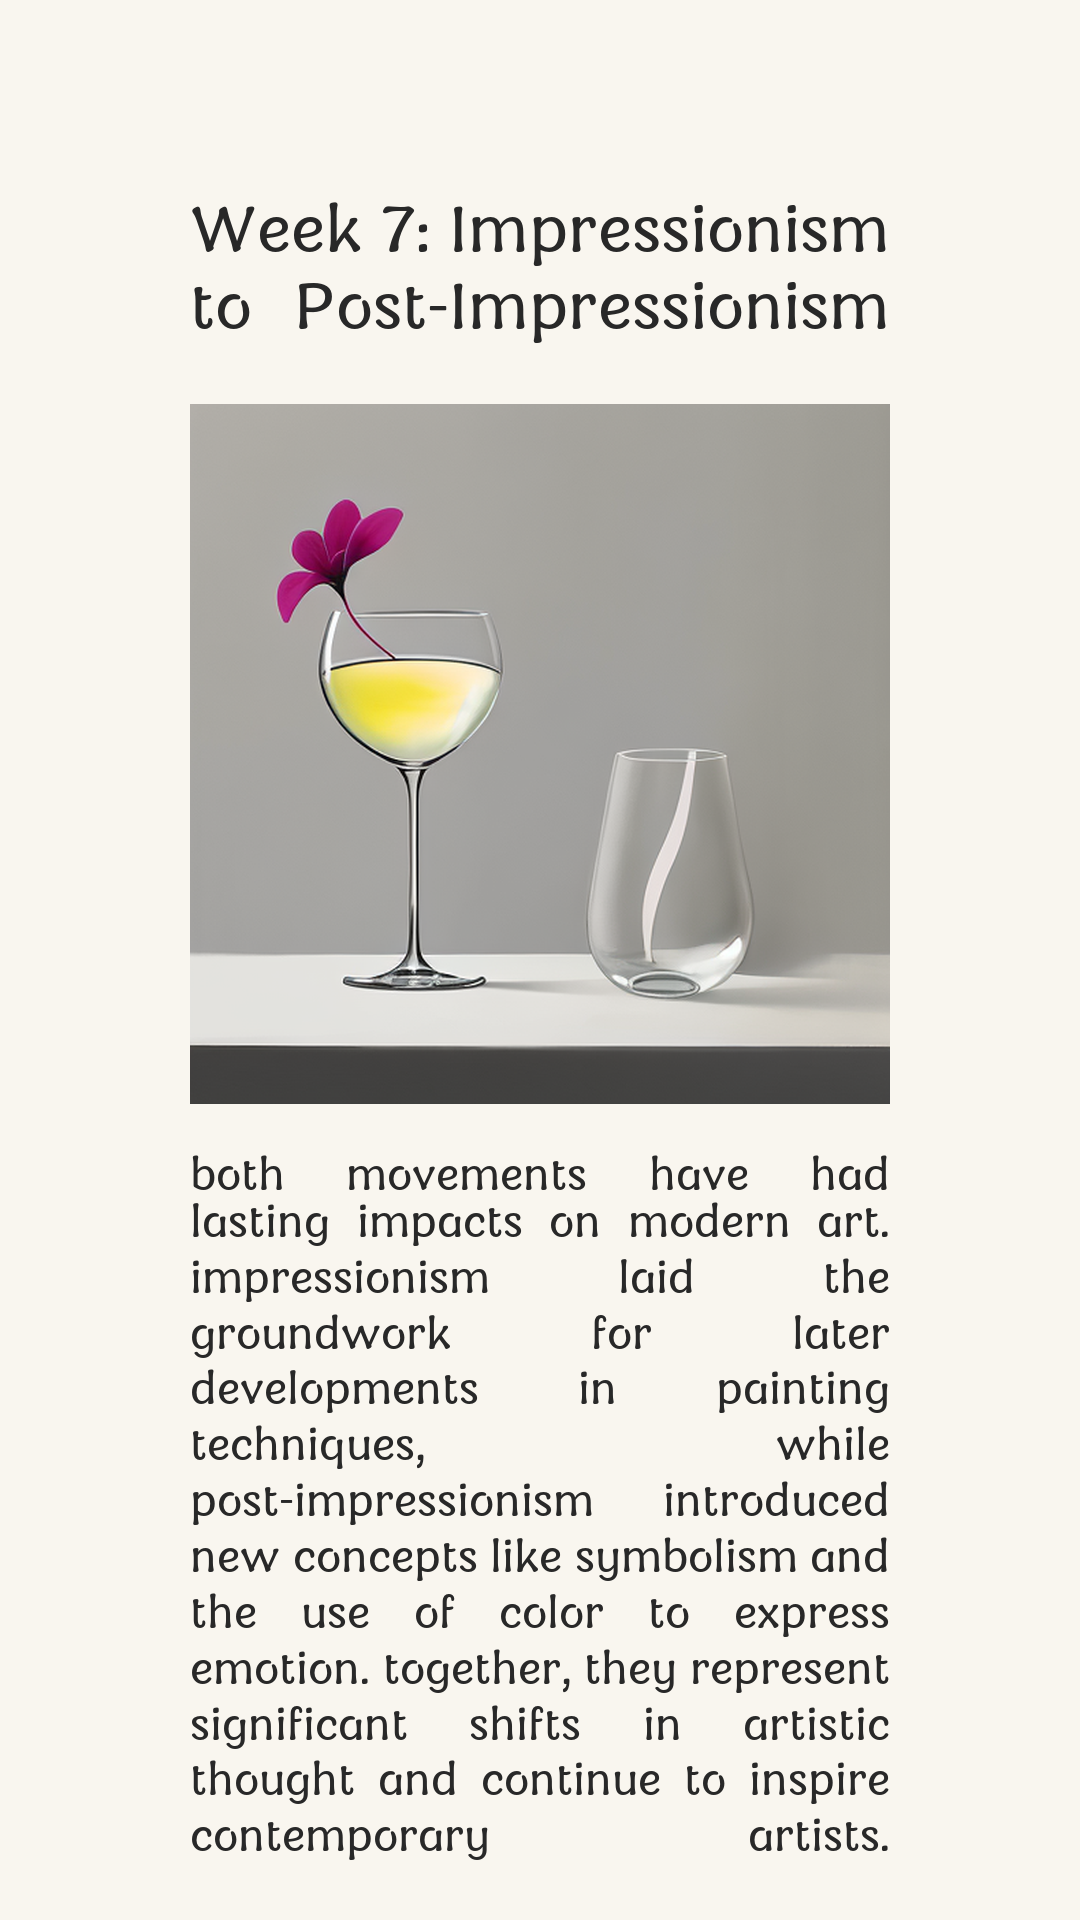 Week 7: Impressionism
to Post-Impressionism
both movements have had
lasting impacts on modern art.
impressionism laid the
groundwork for later
developments in painting
techniques, while
post-impressionism introduced
new concepts like symbolism and
the use of color to express
emotion. together, they represent
significant shifts in artistic
thought and continue to inspire
contemporary artists.